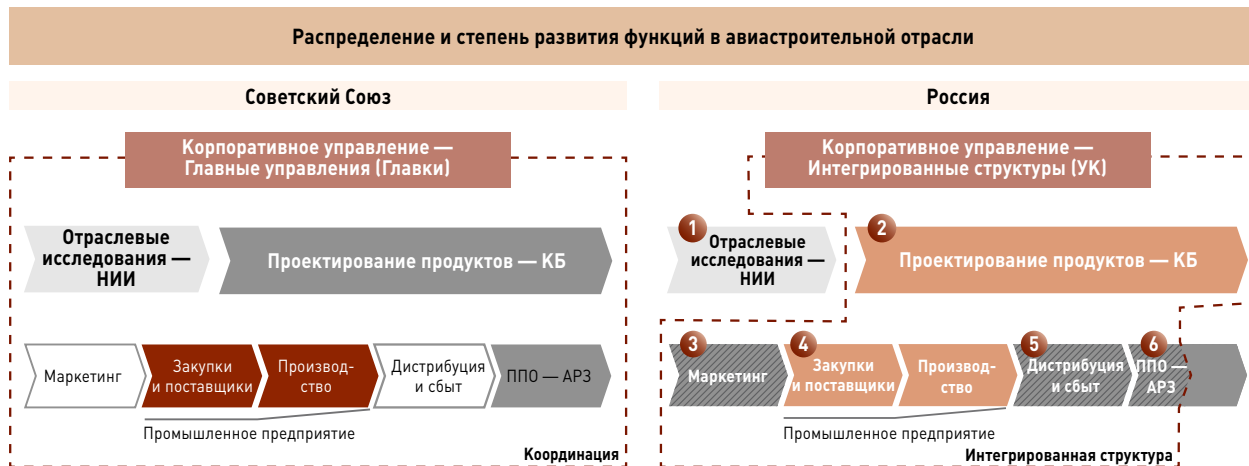 Распределение и степень развития функций в авиастроительной отрасли
Советский Союз
Корпоративное управление —
Главные управления (Главки)
Отраслевые
исследования —
НИИ
Проектирование продуктов — КБ
Маркетинг
Закупки
и поставщики
Производ-
ство
Дистрибуция
и сбыт
ППО — АРЗ
Промышленное предприятие
Координация
Россия
Корпоративное управление —
Интегрированные структуры (УК)
1
Отраслевые
исследования —
НИИ
2
Проектирование продуктов — КБ
3
Маркетинг
4
Закупки
и поставщики
Производ-
ство
5
Дистрибуция
и сбыт
6
ППО —
АРЗ
Промышленное предприятие
Интегрированная структура